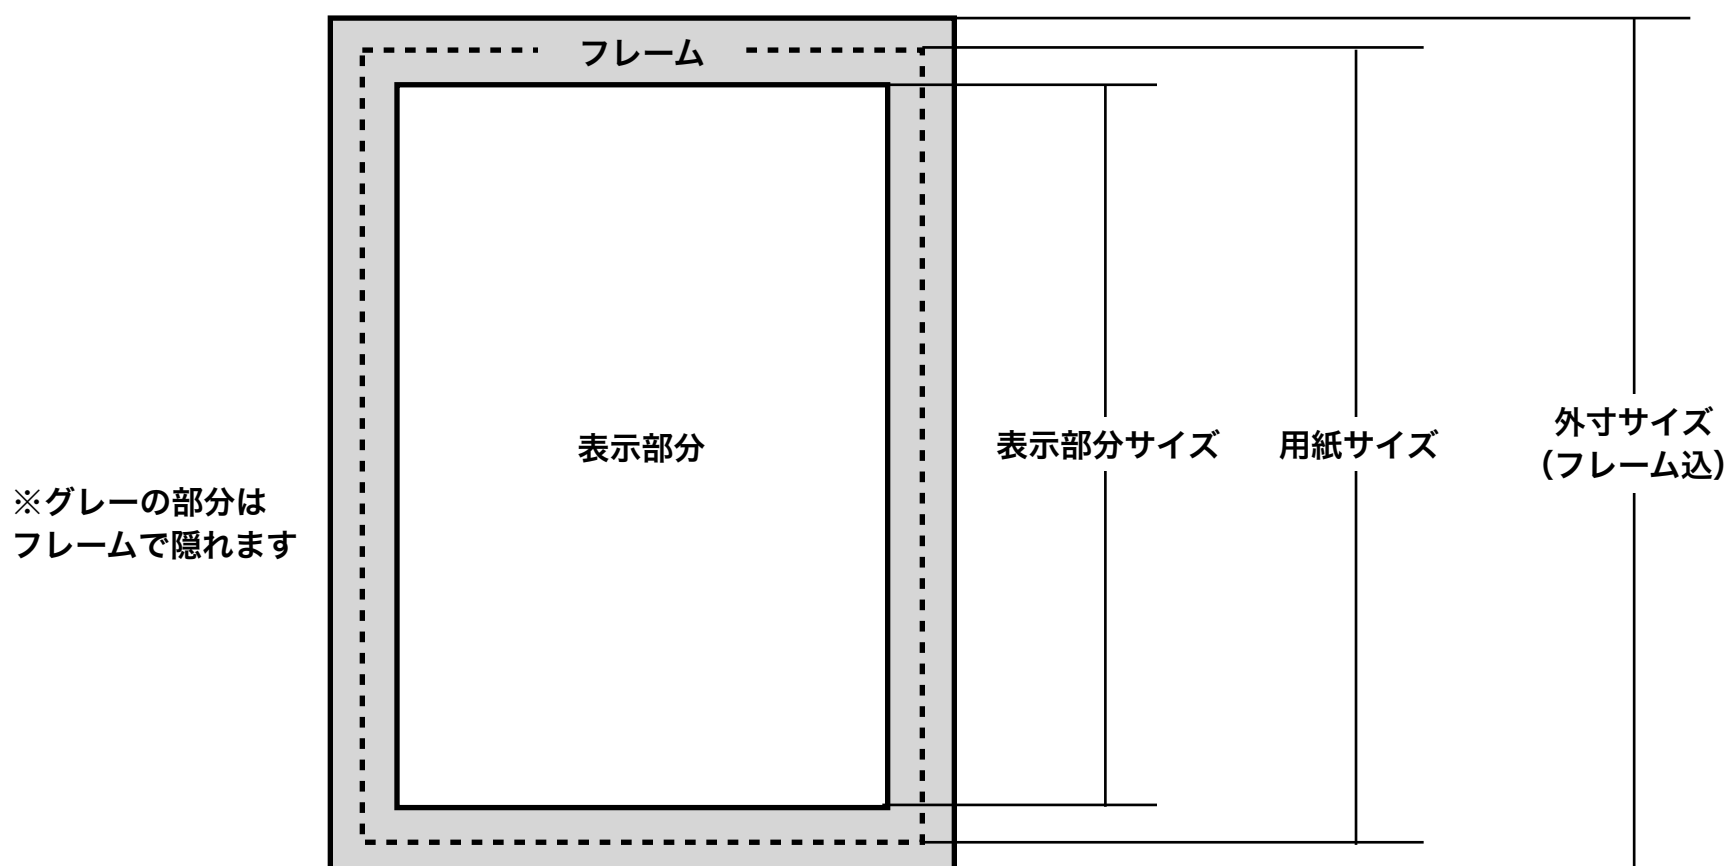 フレーム
表示部分
※グレーの部分は
フレームで隠れます
表示部分サイズ
用紙サイズ
外寸サイズ
(フレーム込)